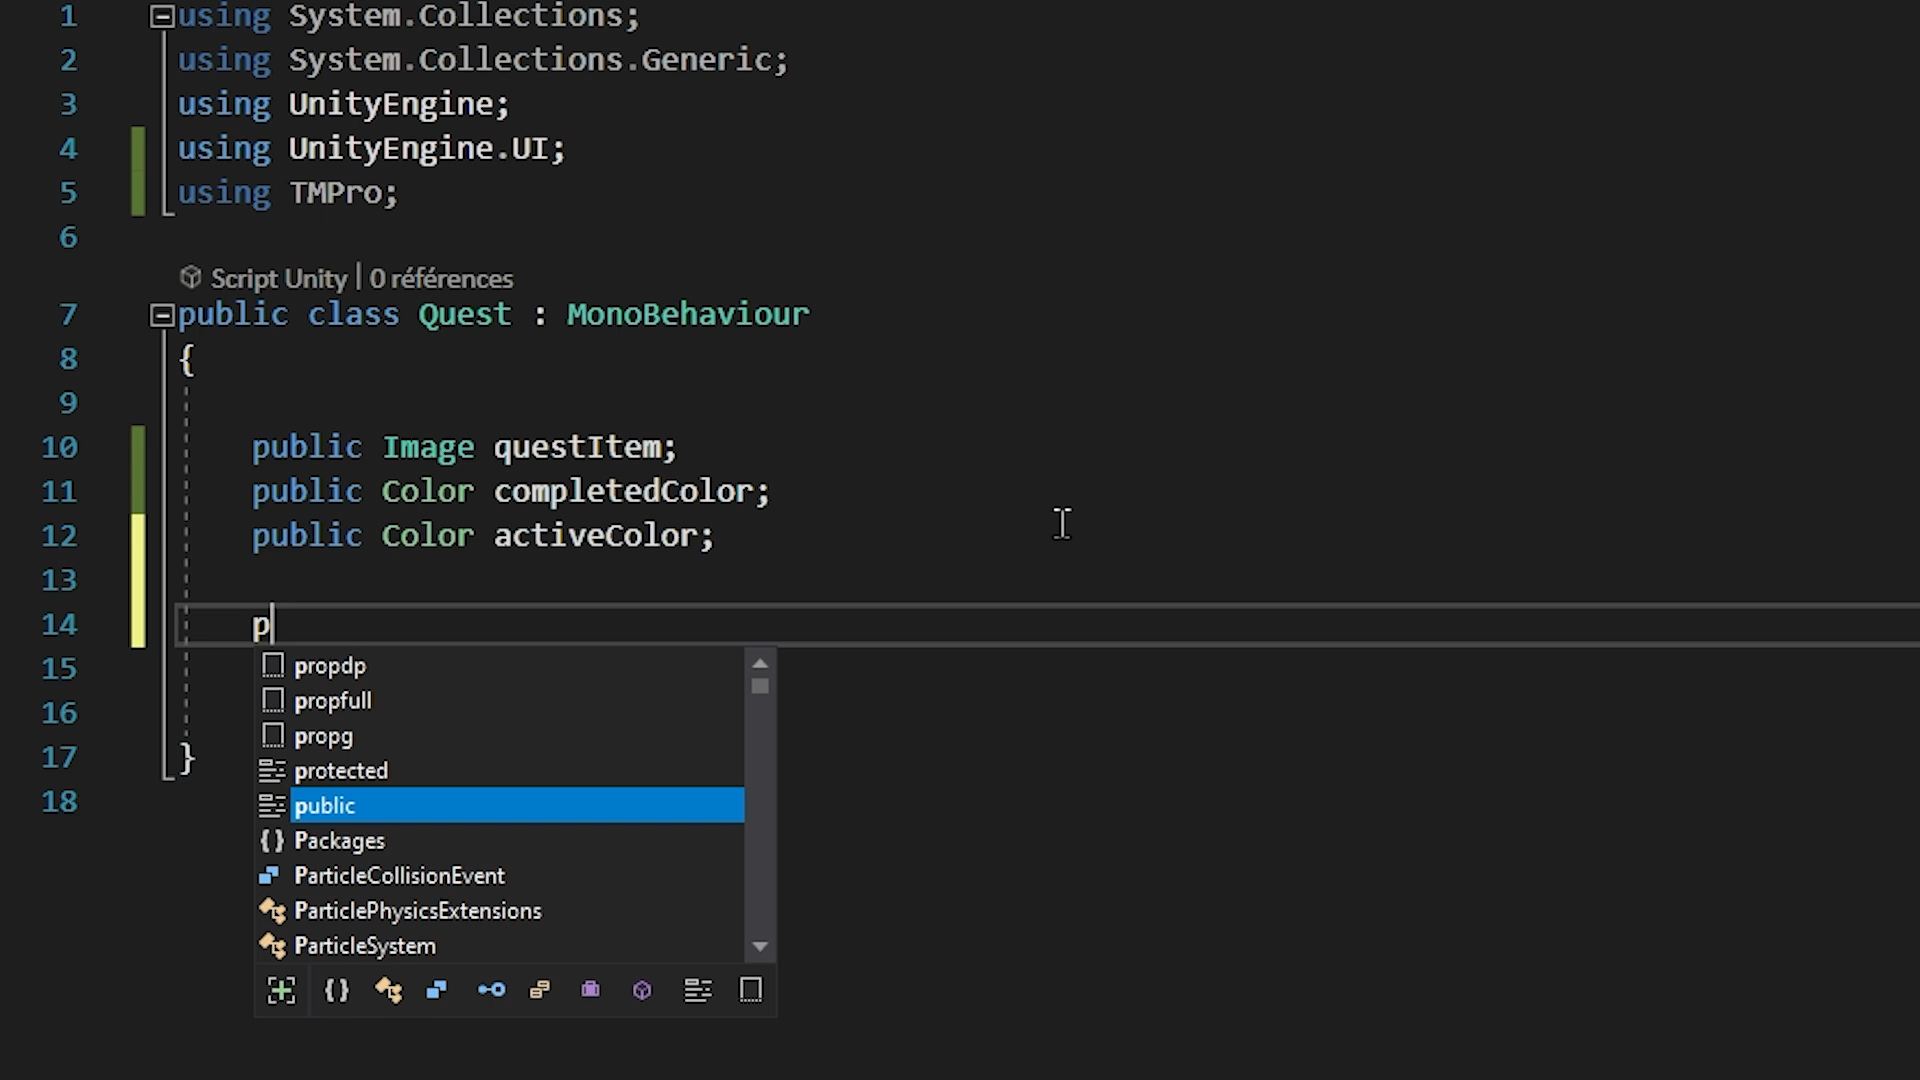 1 using System.Collections;
2 using System.Collections.Generic;
3 using UnityEngine;
4 using UnityEngine.UI;
5 using TMPro;
6
Script Unity | 0 références
7 public class Quest : MonoBehaviour
8 {
9
10 public Image questItem;
11 public Color completedColor;
12 public Color activeColor;
13
14 p
15
16
17 }
18
propdp
propfull
propg
protected
public
{} Packages
ParticleCollisionEvent
ParticlePhysicsExtensions
ParticleSystem
{}